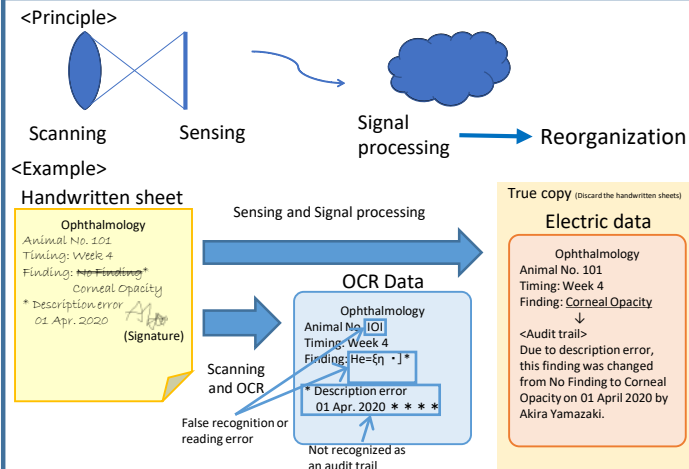 <Principle>
Scanning
Sensing
Signal
processing
Reorganization
<Example>
Handwritten sheet
Ophthalmology
Animal No. 101
Timing: Week 4
Finding: No Finding*
Corneal Opacity
* Description error
01 Apr. 2020
(Signature)
Sensing and Signal processing
Scanning
and OCR
OCR Data
Ophthalmology
Animal No. IOI
Timing: Week 4
Finding: He=ξη ・⌋*
* Description error
01 Apr. 2020 * * * *
False recognition or
reading error
Not recognized as
an audit trail
True copy (Discard the handwritten sheets)
Electric data
Ophthalmology
Animal No. 101
Timing: Week 4
Finding: Corneal Opacity
↓
<Audit trail>
Due to description error,
this finding was changed
from No Finding to Corneal
Opacity on 01 April 2020 by
Akira Yamazaki.